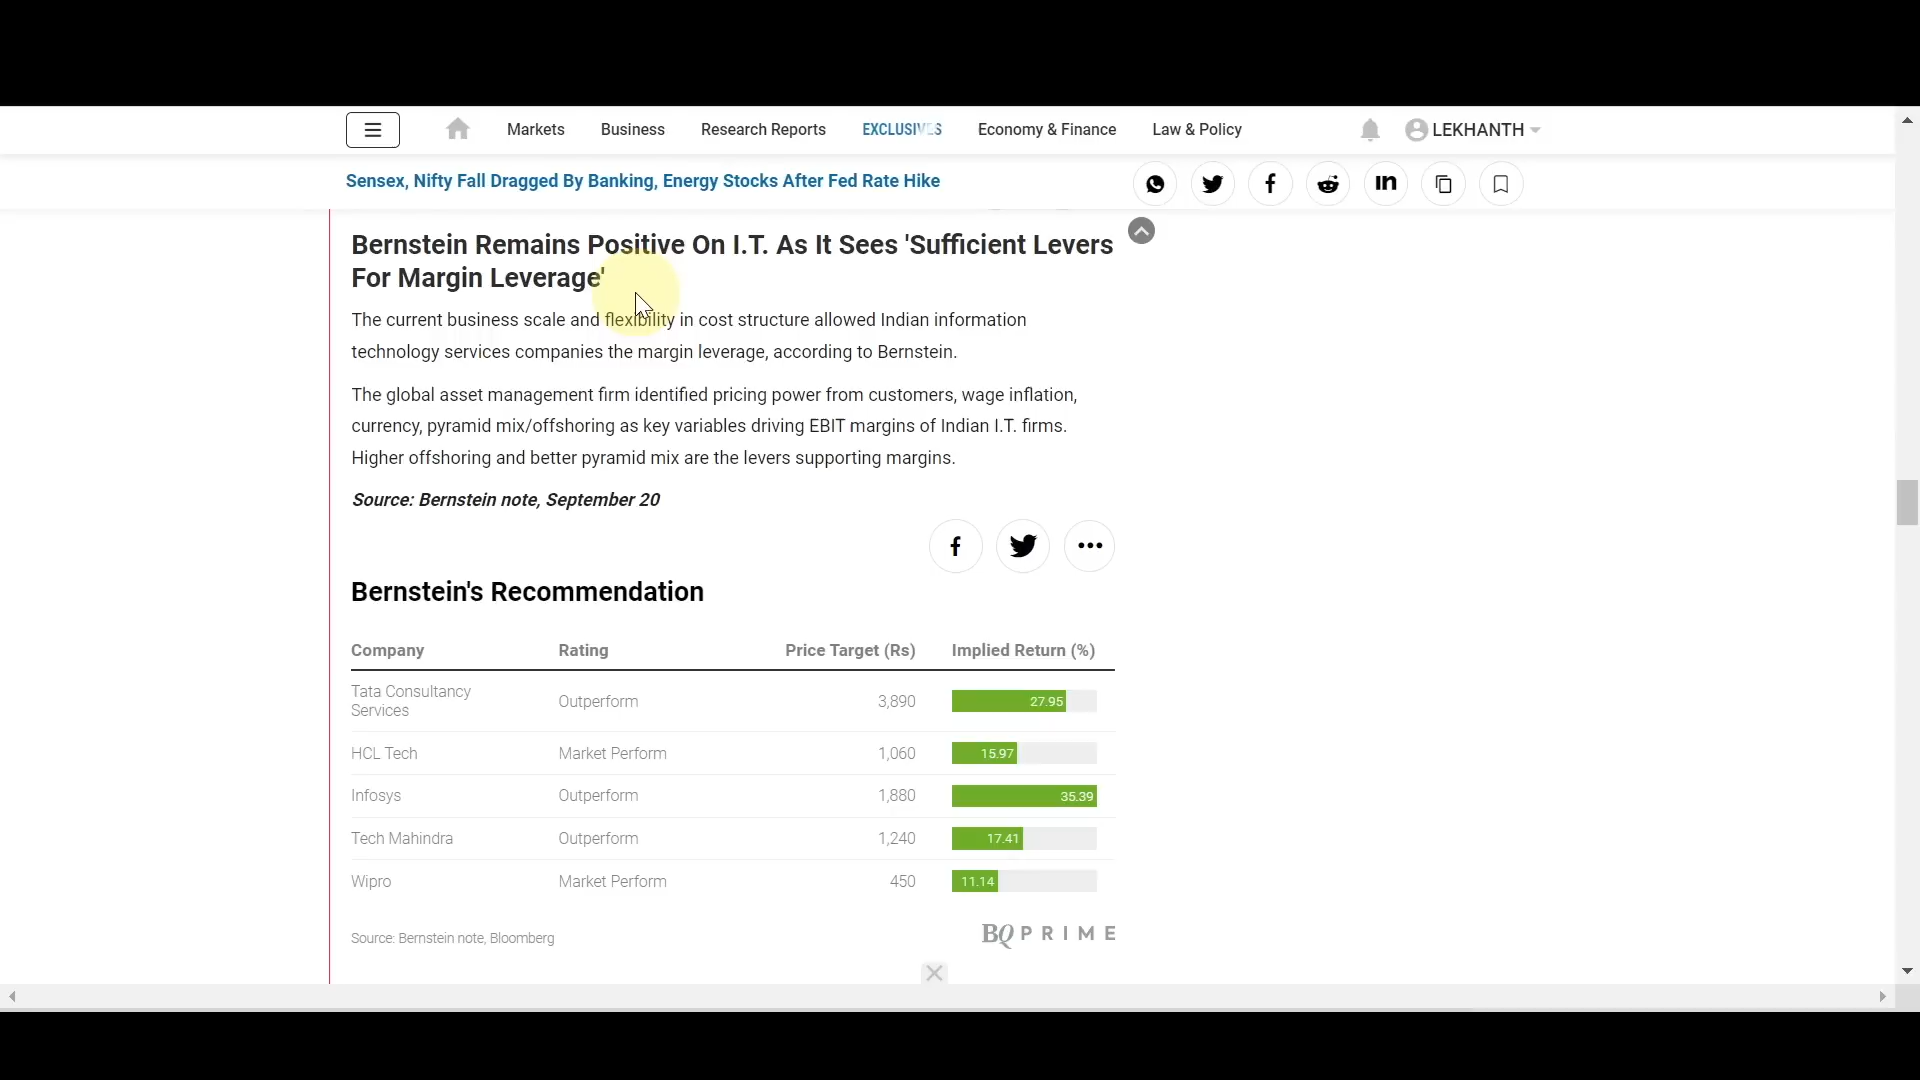 Markets Business Research Reports EXCLUSIVES Economy & Finance Law & Policy LEKHANTH
Sensex, Nifty Fall Dragged By Banking, Energy Stocks After Fed Rate Hike
Bernstein Remains Positive On I.T. As It Sees 'Sufficient Levers
For Margin Leverage'
The current business scale and flexibility in cost structure allowed Indian information
technology services companies the margin leverage, according to Bernstein.
The global asset management firm identified pricing power from customers, wage inflation,
currency, pyramid mix/offshoring as key variables driving EBIT margins of Indian I.T. firms.
Higher offshoring and better pyramid mix are the levers supporting margins.
Source: Bernstein note, September 20
Bernstein's Recommendation
Company Rating Price Target (Rs) Implied Return (%)
Tata Consultancy
Services Outperform 3,890 27.95
HCL Tech Market Perform 1,060 15.97
Infosys Outperform 1,880 35.39
Tech Mahindra Outperform 1,240 17.41
Wipro Market Perform 450 11.14
Source: Bernstein note, Bloomberg
BQ PRIME